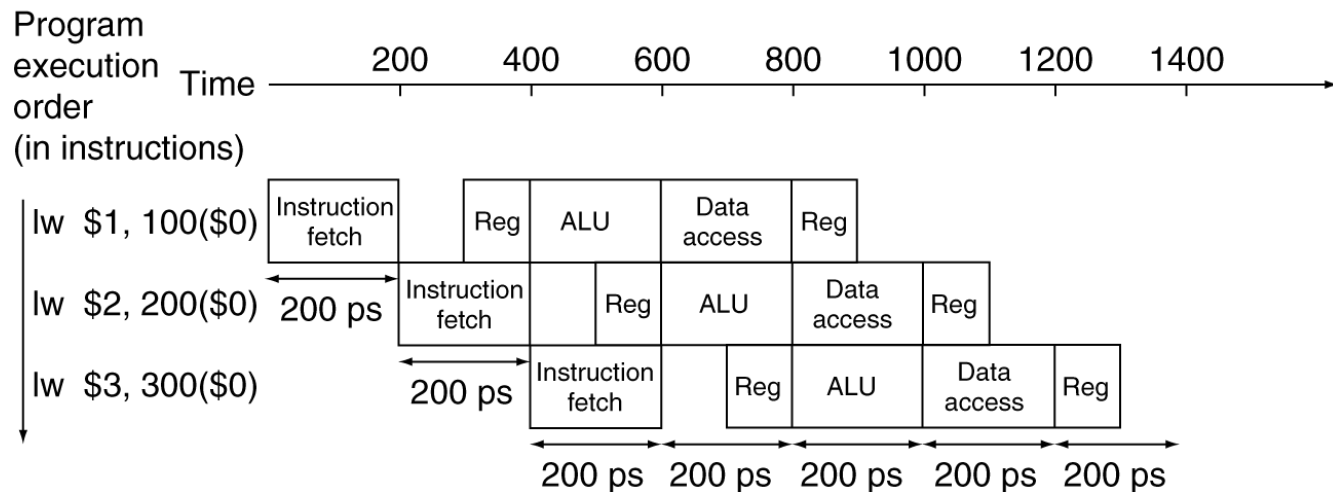 Program
execution
order
(in instructions)
Time
200 400 600 800 1000 1200 1400
lw $1, 100($0)
Instruction
fetch
Reg
ALU
Data
access
Reg
200 ps
lw $2, 200($0)
Instruction
fetch
Reg
ALU
Data
access
Reg
200 ps
lw $3, 300($0)
Instruction
fetch
Reg
ALU
Data
access
Reg
200 ps 200 ps 200 ps 200 ps 200 ps